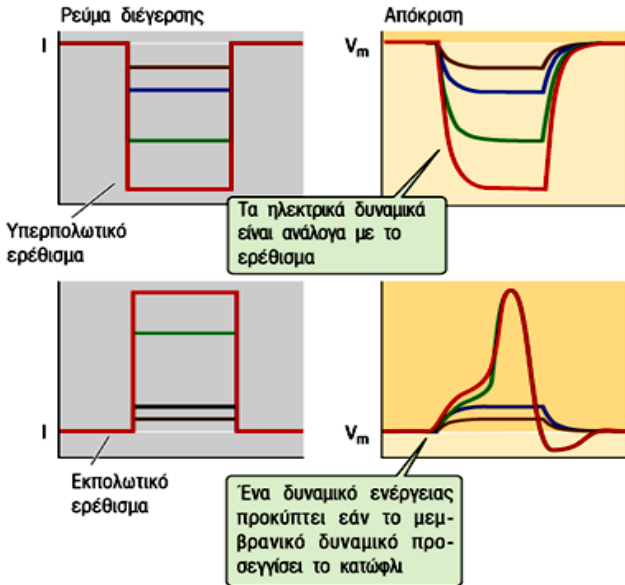 Ρεύμα διέγερσης
Απόκριση
I
Vm
Υπερπολωτικό
ερέθισμα
Τα ηλεκτρικά δυναμικά
είναι ανάλογα με το
ερέθισμα
I
Vm
Εκπολωτικό
ερέθισμα
Ένα δυναμικό ενέργειας
προκύπτει εάν το μεμ-
βρανικό δυναμικό προ-
σεγγίσει το κατώφλι